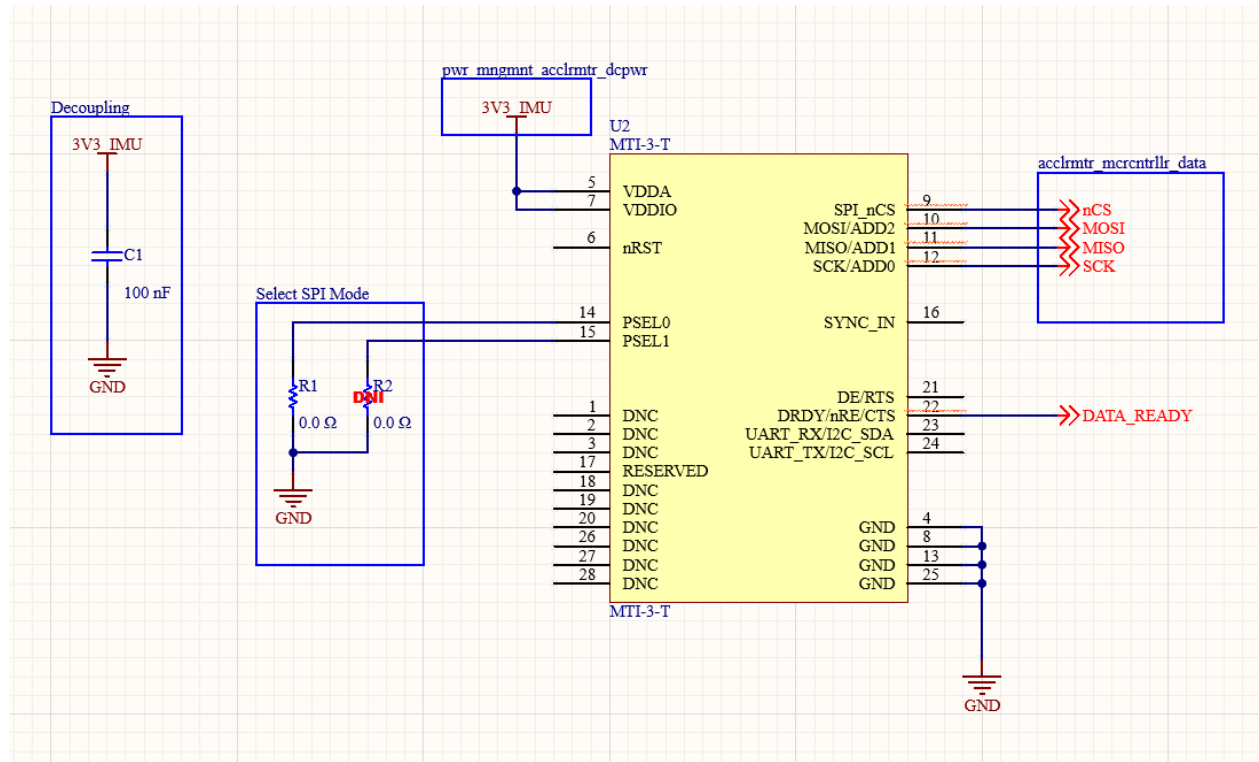 Decoupling
3V3_IMU
C1
100 nF
GND
pwr_mngmnt_acclrmtr_dcpwr
3V3_IMU
U2
MTI-3-T
Select SPI Mode
R1
0.0 Ω
R2
DNI
0.0 Ω
GND
5 VDDA
7 VDDIO
6 nRST
14 PSEL0
15 PSEL1
1 DNC
2 DNC
3 DNC
17 RESERVED
18 DNC
19 DNC
20 DNC
26 DNC
27 DNC
28 DNC
SPI_nCS 9
MOSI/ADD2 10
MISO/ADD1 11
SCK/ADD0 12
SYNC_IN 16
DE/RTS 21
DRDY/nRE/CTS 22
UART_RX/I2C_SDA 23
UART_TX/I2C_SCL 24
GND 4
GND 8
GND 13
GND 25
MTI-3-T
acclrmtr_mcrcntrllr_data
nCS
MOSI
MISO
SCK
DATA_READY
GND